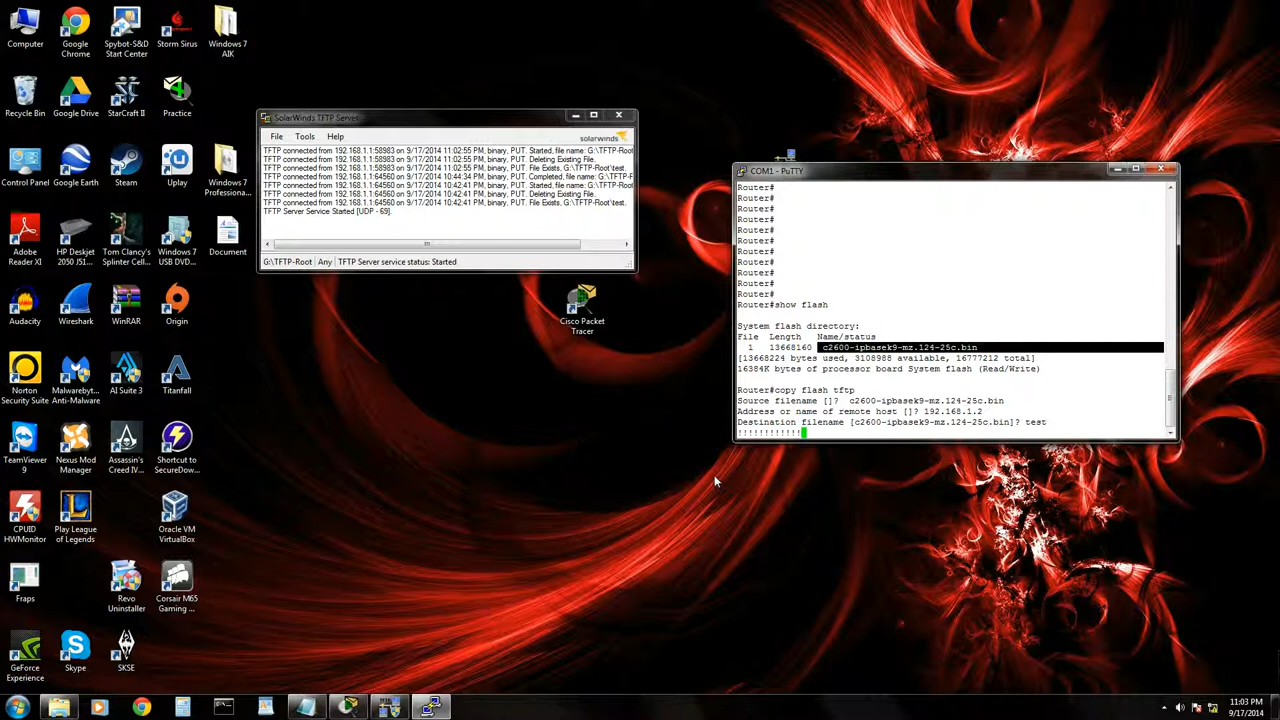 Computer
Google Chrome
Spybot-S&D Start Center
Storm Sirus
Windows 7 AIK
Recycle Bin
Google Drive
StarCraft II
Practice
Control Panel
Google Earth
Steam
Uplay
Windows 7 Professiona...
Adobe Reader XI
HP Deskjet 2050 J51...
Tom Clancy's Splinter Cell...
Windows 7 USB DVD...
Document
Audacity
Wireshark
WinRAR
Origin
Norton Security Suite
Malwarebyt... Anti-Malware
AI Suite 3
Titanfall
TeamViewer 9
Nexus Mod Manager
Assassin's Creed IV...
Shortcut to SecureDow...
CPUID HWMonitor
Play League of Legends
Oracle VM VirtualBox
Fraps
Revo Uninstaller
Corsair M65 Gaming ...
GeForce Experience
Skype
SKSE
Cisco Packet Tracer
SolarWinds TFTP Server
File Tools Help
solarwinds
TFTP connected from 192.168.1.1:58983 on 9/17/2014 11:02:55 PM, binary, PUT. Started, file name: G:\TFTP-Root
TFTP connected from 192.168.1.1:58983 on 9/17/2014 11:02:55 PM, binary, PUT. Deleting Existing File.
TFTP connected from 192.168.1.1:58983 on 9/17/2014 11:02:55 PM, binary, PUT. File Exists, G:\TFTP-Root\test.
TFTP connected from 192.168.1.1:64560 on 9/17/2014 10:44:34 PM, binary, PUT. Completed, file name: G:\TFTP-F
TFTP connected from 192.168.1.1:64560 on 9/17/2014 10:42:41 PM, binary, PUT. Started, file name: G:\TFTP-Root
TFTP connected from 192.168.1.1:64560 on 9/17/2014 10:42:41 PM, binary, PUT. Deleting Existing File.
TFTP connected from 192.168.1.1:64560 on 9/17/2014 10:42:41 PM, binary, PUT. File Exists, G:\TFTP-Root\test.
TFTP Server Service Started [UDP - 69].
G:\TFTP-Root Any TFTP Server service status: Started
COM1 - PuTTY
Router#
Router#
Router#
Router#
Router#
Router#
Router#
Router#
Router#
Router#
Router#
Router#show flash
System flash directory:
File Length Name/status
1 13668160 c2600-ipbasek9-mz.124-25c.bin
[13668224 bytes used, 3108988 available, 16777212 total]
16384K bytes of processor board System flash (Read/Write)
Router#copy flash tftp
Source filename []? c2600-ipbasek9-mz.124-25c.bin
Address or name of remote host []? 192.168.1.2
Destination filename [c2600-ipbasek9-mz.124-25c.bin]? test
!!!!!!!!!!!!
11:03 PM
9/17/2014